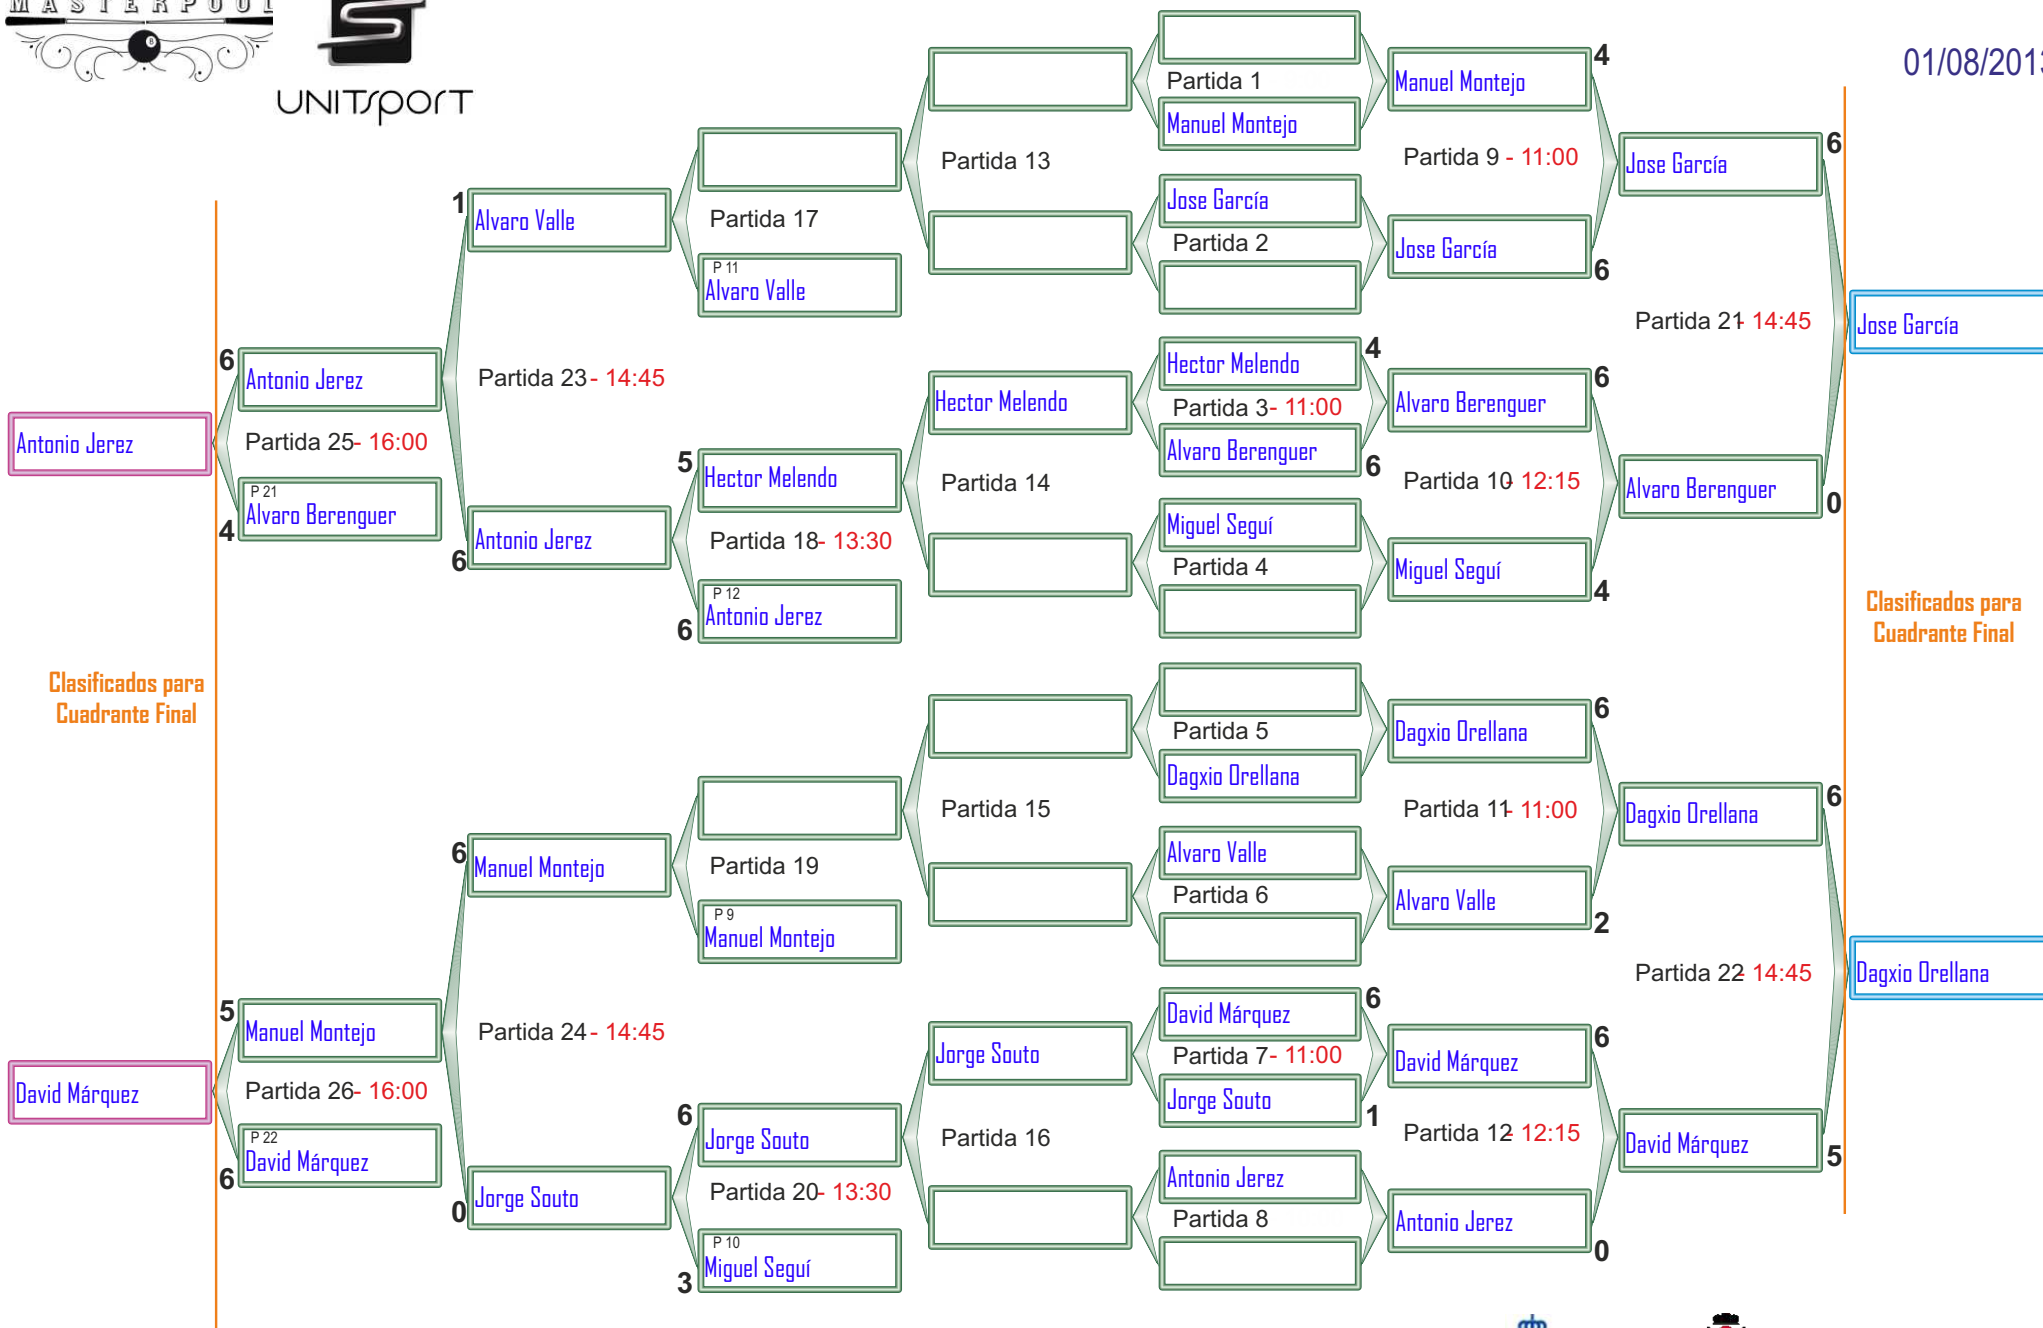 MASTERPOOL
8
UNITSPORT
01/08/2013
Partida 1
Manuel Montejo
4
Manuel Montejo
Partida 13
Partida 9 - 11:00
Jose García
6
1
Alvaro Valle
Partida 17
Jose García
Partida 2
Jose García
6
P 11
Alvaro Valle
Partida 21 - 14:45
Jose García
6
Antonio Jerez
Partida 23 - 14:45
Hector Melendo
Hector Melendo
4
Partida 3 - 11:00
Alvaro Berenguer
6
Alvaro Berenguer
6
Antonio Jerez
Partida 25 - 16:00
5
Hector Melendo
Partida 14
Partida 10 - 12:15
Alvaro Berenguer
0
P 21
Alvaro Berenguer
4
Antonio Jerez
6
Partida 18 - 13:30
Miguel Seguí
Partida 4
Miguel Seguí
4
P 12
Antonio Jerez
6
Clasificados para
Cuadrante Final
Clasificados para
Cuadrante Final
Partida 5
Dagxio Orellana
Dagxio Orellana
6
Partida 15
Partida 11 - 11:00
Dagxio Orellana
6
6
Manuel Montejo
Partida 19
Alvaro Valle
Partida 6
Alvaro Valle
2
P 9
Manuel Montejo
Partida 22 - 14:45
Dagxio Orellana
5
Manuel Montejo
Partida 24 - 14:45
Jorge Souto
David Márquez
6
Partida 7 - 11:00
Jorge Souto
1
David Márquez
6
David Márquez
Partida 26 - 16:00
6
Jorge Souto
Partida 16
Partida 12 - 12:15
David Márquez
5
P 22
David Márquez
6
Jorge Souto
0
Partida 20 - 13:30
Antonio Jerez
Partida 8
Antonio Jerez
0
P 10
Miguel Seguí
3